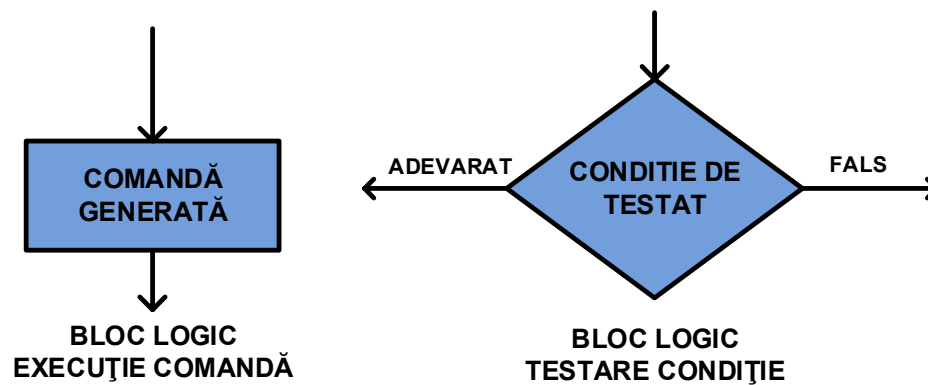 COMANDĂ
GENERATĂ
BLOC LOGIC
EXECUŢIE COMANDĂ
ADEVARAT
CONDITIE DE
TESTAT
FALS
BLOC LOGIC
TESTARE CONDIŢIE